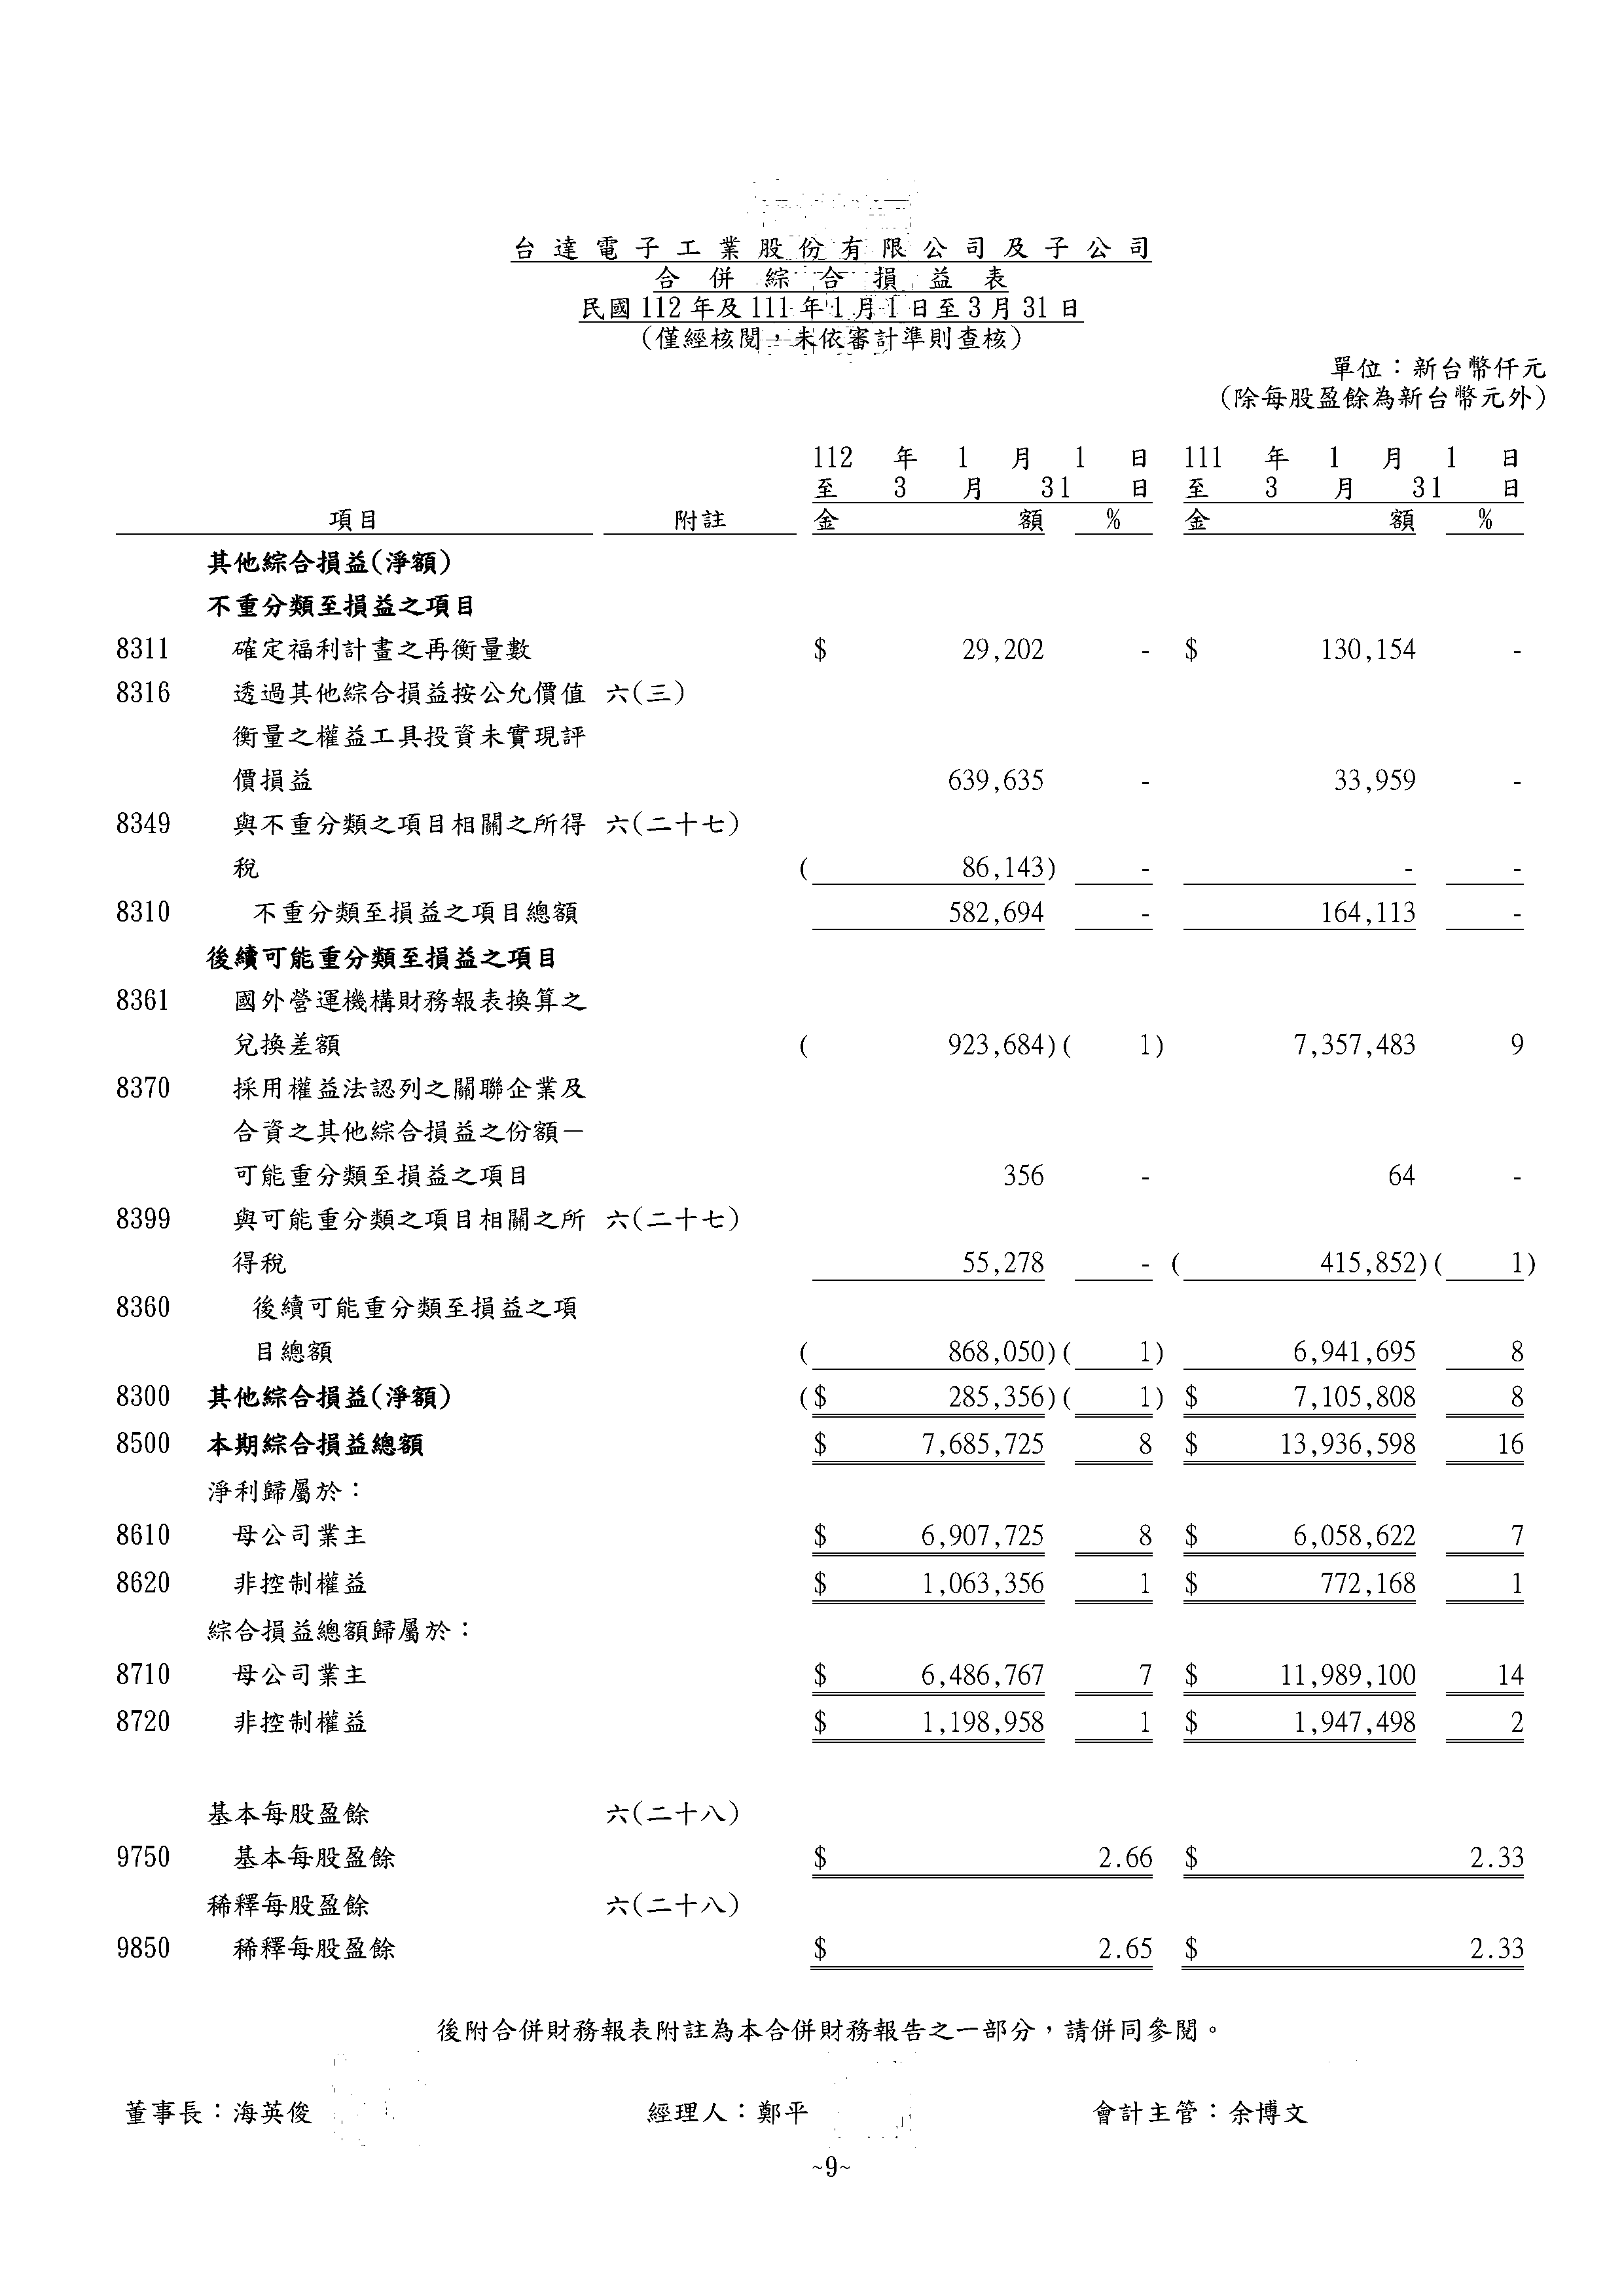 台達電子工業股份有限公司及子公司
合併綜合損益表
民國112年及111年1月1日至3月31日
(僅經核閱,未依審計準則查核)
單位:新台幣仟元
(除每股盈餘為新台幣元外)
112 年 1 月 1 日 111 年 1 月 1 日
至 3 月 31 日 至 3 月 31 日
項目 附註 金 額 % 金 額 %
其他綜合損益(淨額)
不重分類至損益之項目
8311 確定福利計畫之再衡量數 $ 29,202 - $ 130,154 -
8316 透過其他綜合損益按公允價值 六(三)
衡量之權益工具投資未實現評
價損益 639,635 - 33,959 -
8349 與不重分類之項目相關之所得 六(二十七)
稅 ( 86,143) - - -
8310 不重分類至損益之項目總額 582,694 - 164,113 -
後續可能重分類至損益之項目
8361 國外營運機構財務報表換算之
兌換差額 ( 923,684)( 1) 7,357,483 9
8370 採用權益法認列之關聯企業及
合資之其他綜合損益之份額－
可能重分類至損益之項目 356 - 64 -
8399 與可能重分類之項目相關之所 六(二十七)
得稅 55,278 - ( 415,852)( 1)
8360 後續可能重分類至損益之項
目總額 ( 868,050)( 1) 6,941,695 8
8300 其他綜合損益(淨額) ($ 285,356)( 1) $ 7,105,808 8
8500 本期綜合損益總額 $ 7,685,725 8 $ 13,936,598 16
淨利歸屬於:
8610 母公司業主 $ 6,907,725 8 $ 6,058,622 7
8620 非控制權益 $ 1,063,356 1 $ 772,168 1
綜合損益總額歸屬於:
8710 母公司業主 $ 6,486,767 7 $ 11,989,100 14
8720 非控制權益 $ 1,198,958 1 $ 1,947,498 2
基本每股盈餘 六(二十八)
9750 基本每股盈餘 $ 2.66 $ 2.33
稀釋每股盈餘 六(二十八)
9850 稀釋每股盈餘 $ 2.65 $ 2.33
後附合併財務報表附註為本合併財務報告之一部分,請併同參閱。
董事長:海英俊 經理人:鄭平 會計主管:余博文
~9~